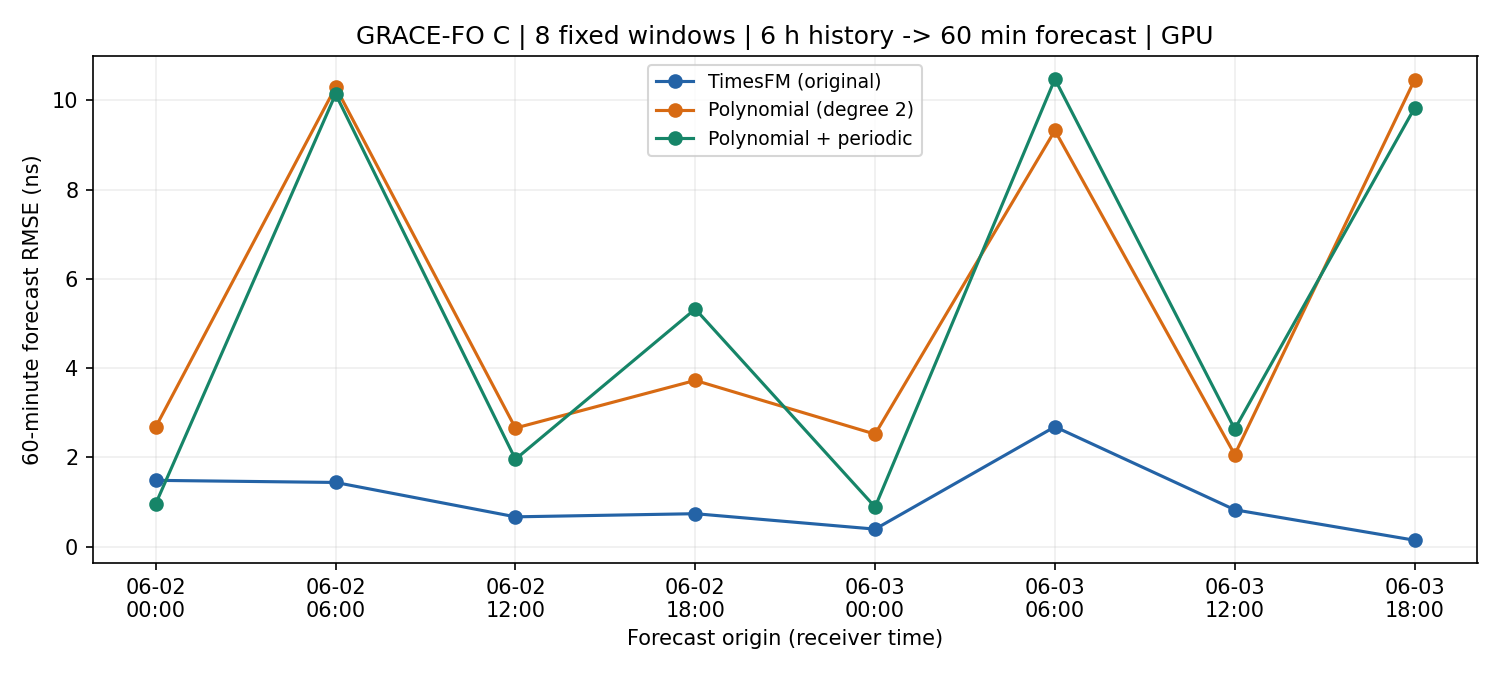 GRACE-FO C | 8 fixed windows | 6 h history -> 60 min forecast | GPU
TimesFM (original)
Polynomial (degree 2)
Polynomial + periodic
60-minute forecast RMSE (ns)
10
8
6
4
2
0
06-02 06-02 06-02 06-02 06-03 06-03 06-03 06-03
00:00 06:00 12:00 18:00 00:00 06:00 12:00 18:00
Forecast origin (receiver time)